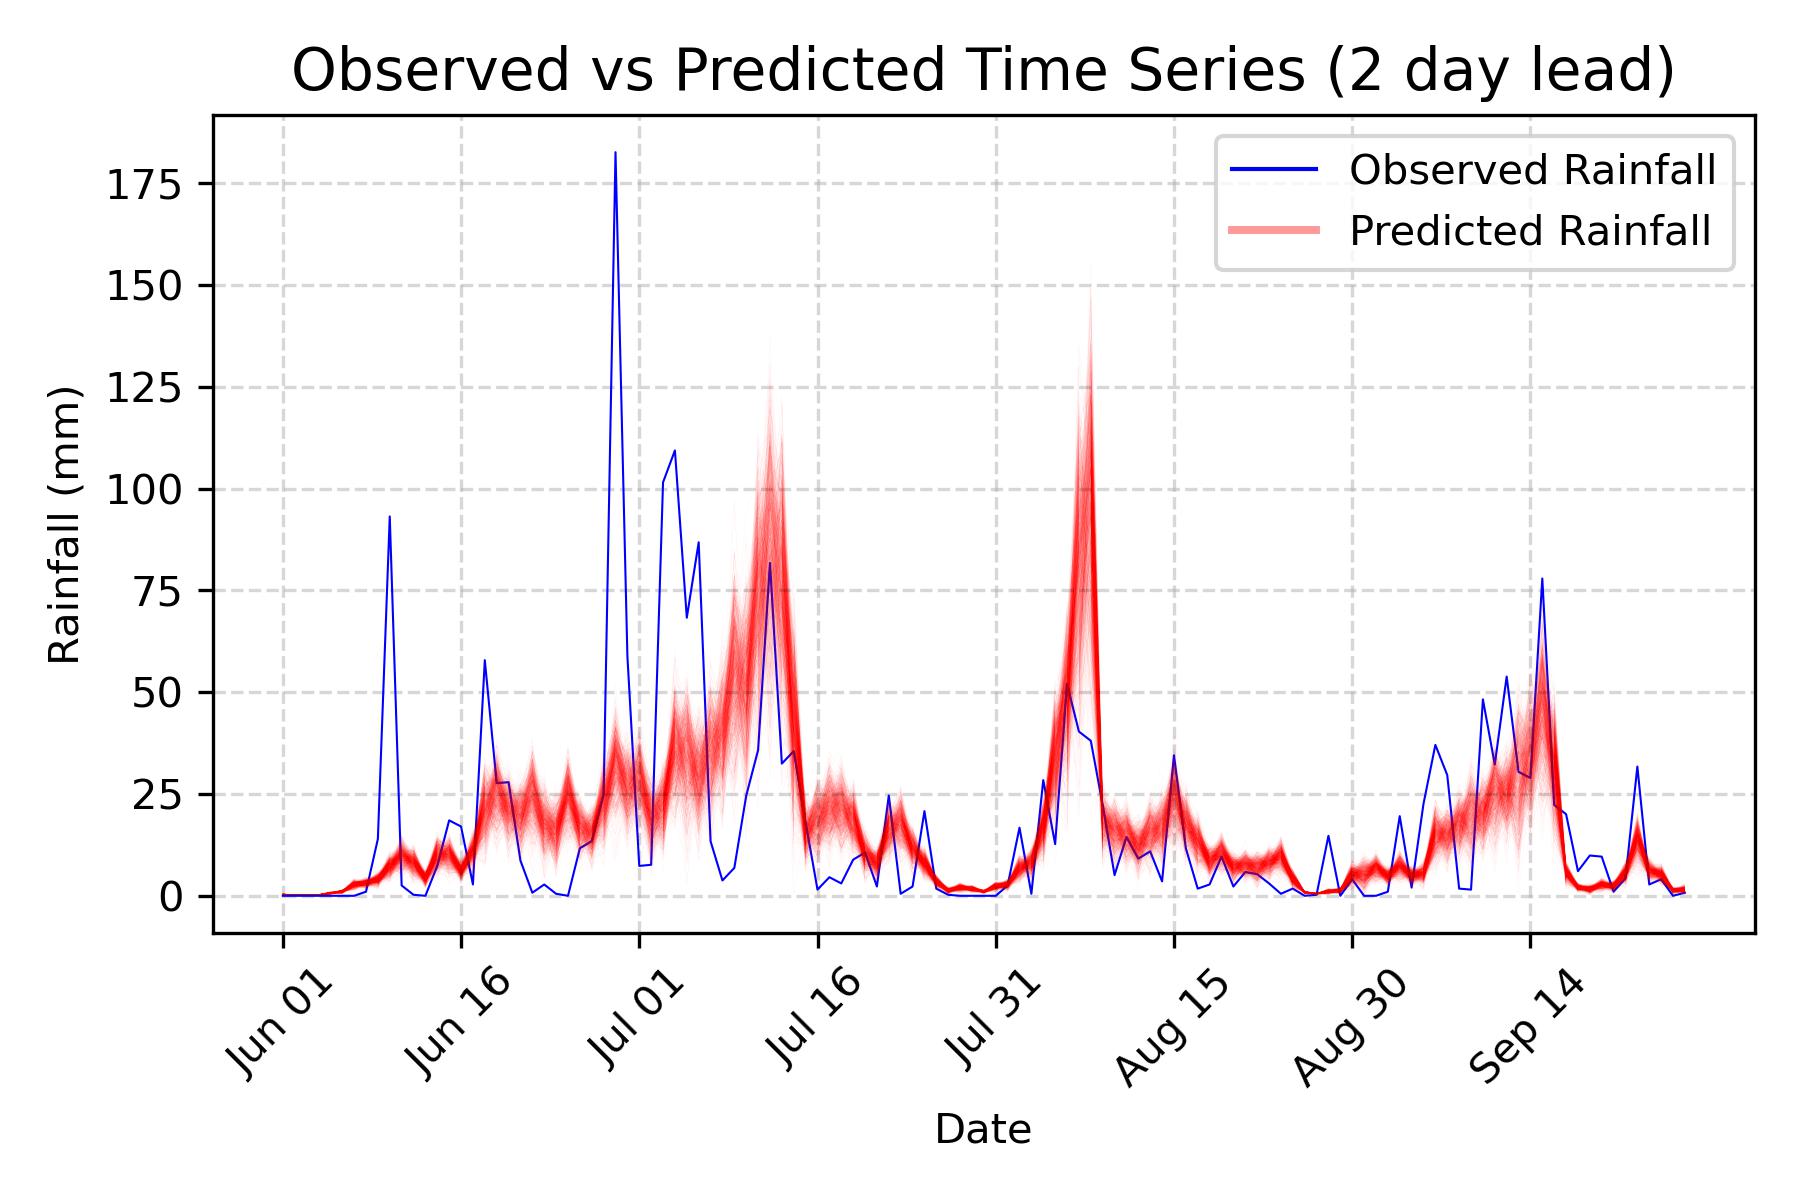 Observed vs Predicted Time Series (2 day lead)
Observed Rainfall
Predicted Rainfall
Rainfall (mm)
175
150
125
100
75
50
25
0
Jun 01
Jun 16
Jul 01
Jul 16
Jul 31
Aug 15
Aug 30
Sep 14
Date